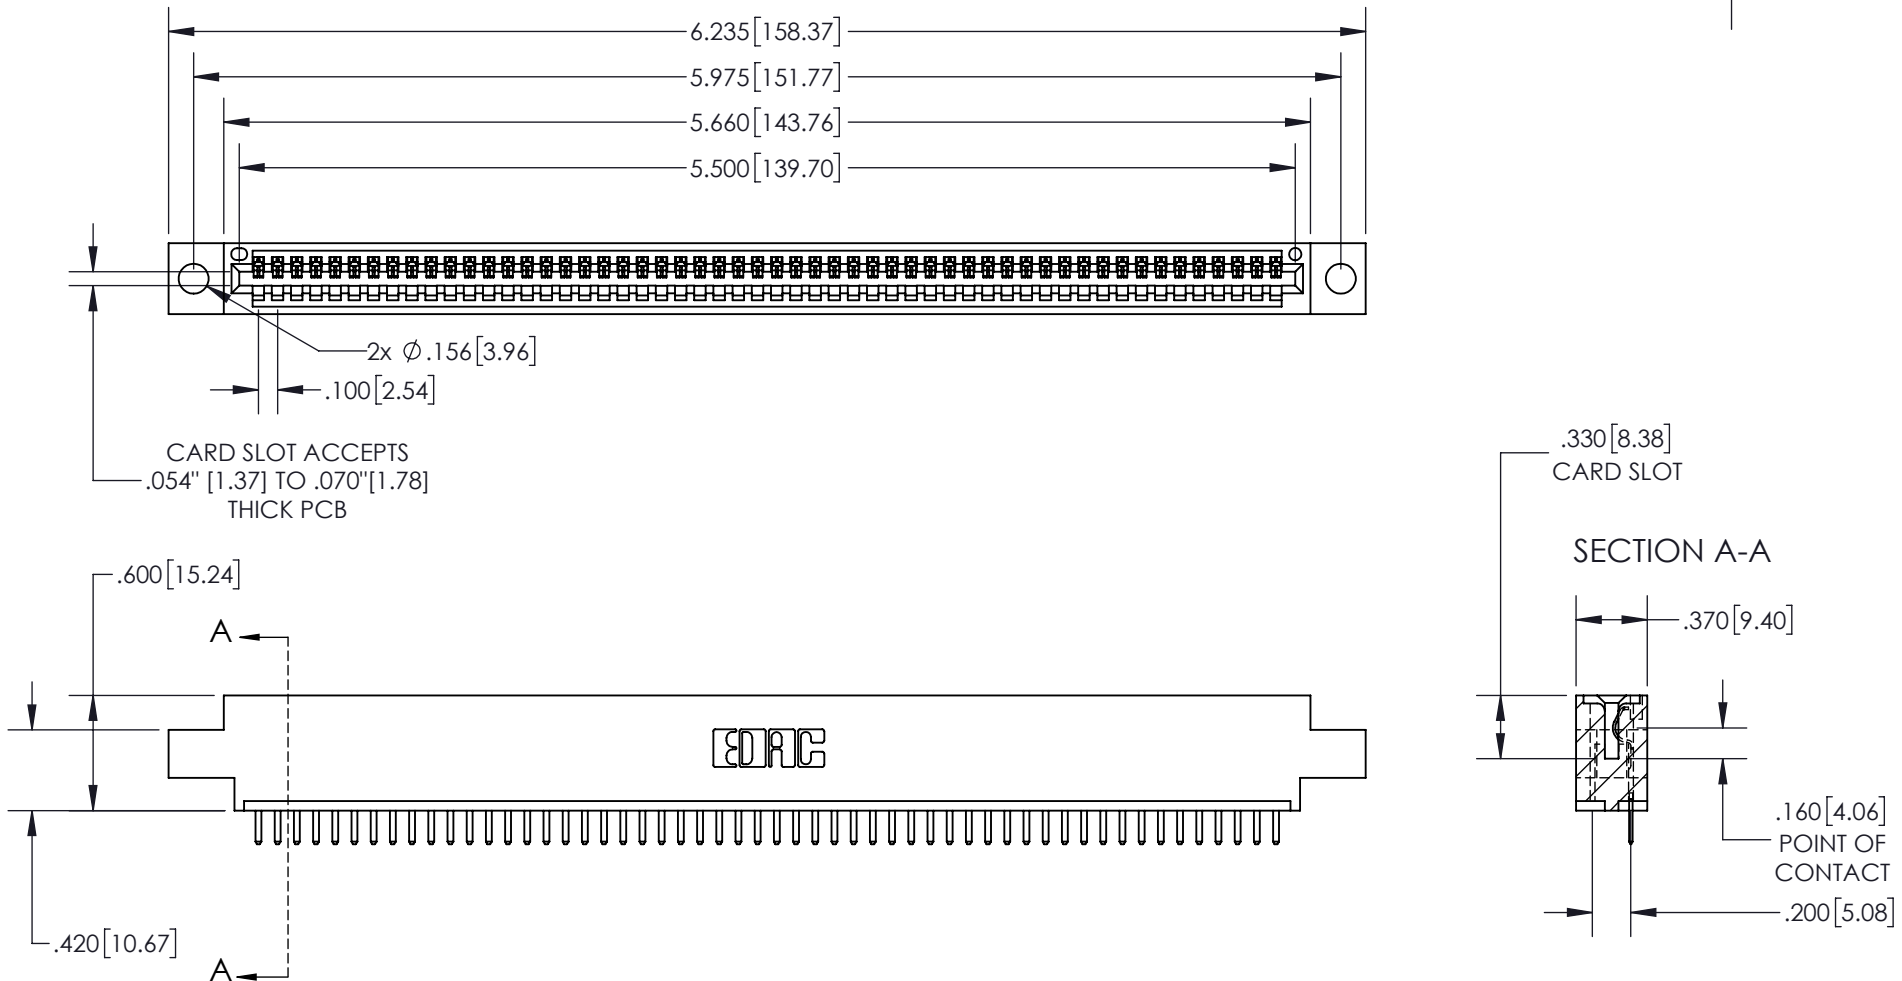 6.235[158.37]
5.975[151.77]
5.660[143.76]
5.500[139.70]
2x Ø.156[3.96]
.100[2.54]
CARD SLOT ACCEPTS
.054" [1.37] TO .070"[1.78]
THICK PCB
.330[8.38]
CARD SLOT
SECTION A-A
.600[15.24]
A
.370[9.40]
EDAC
.160[4.06]
POINT OF
CONTACT
.200[5.08]
.420[10.67]
A